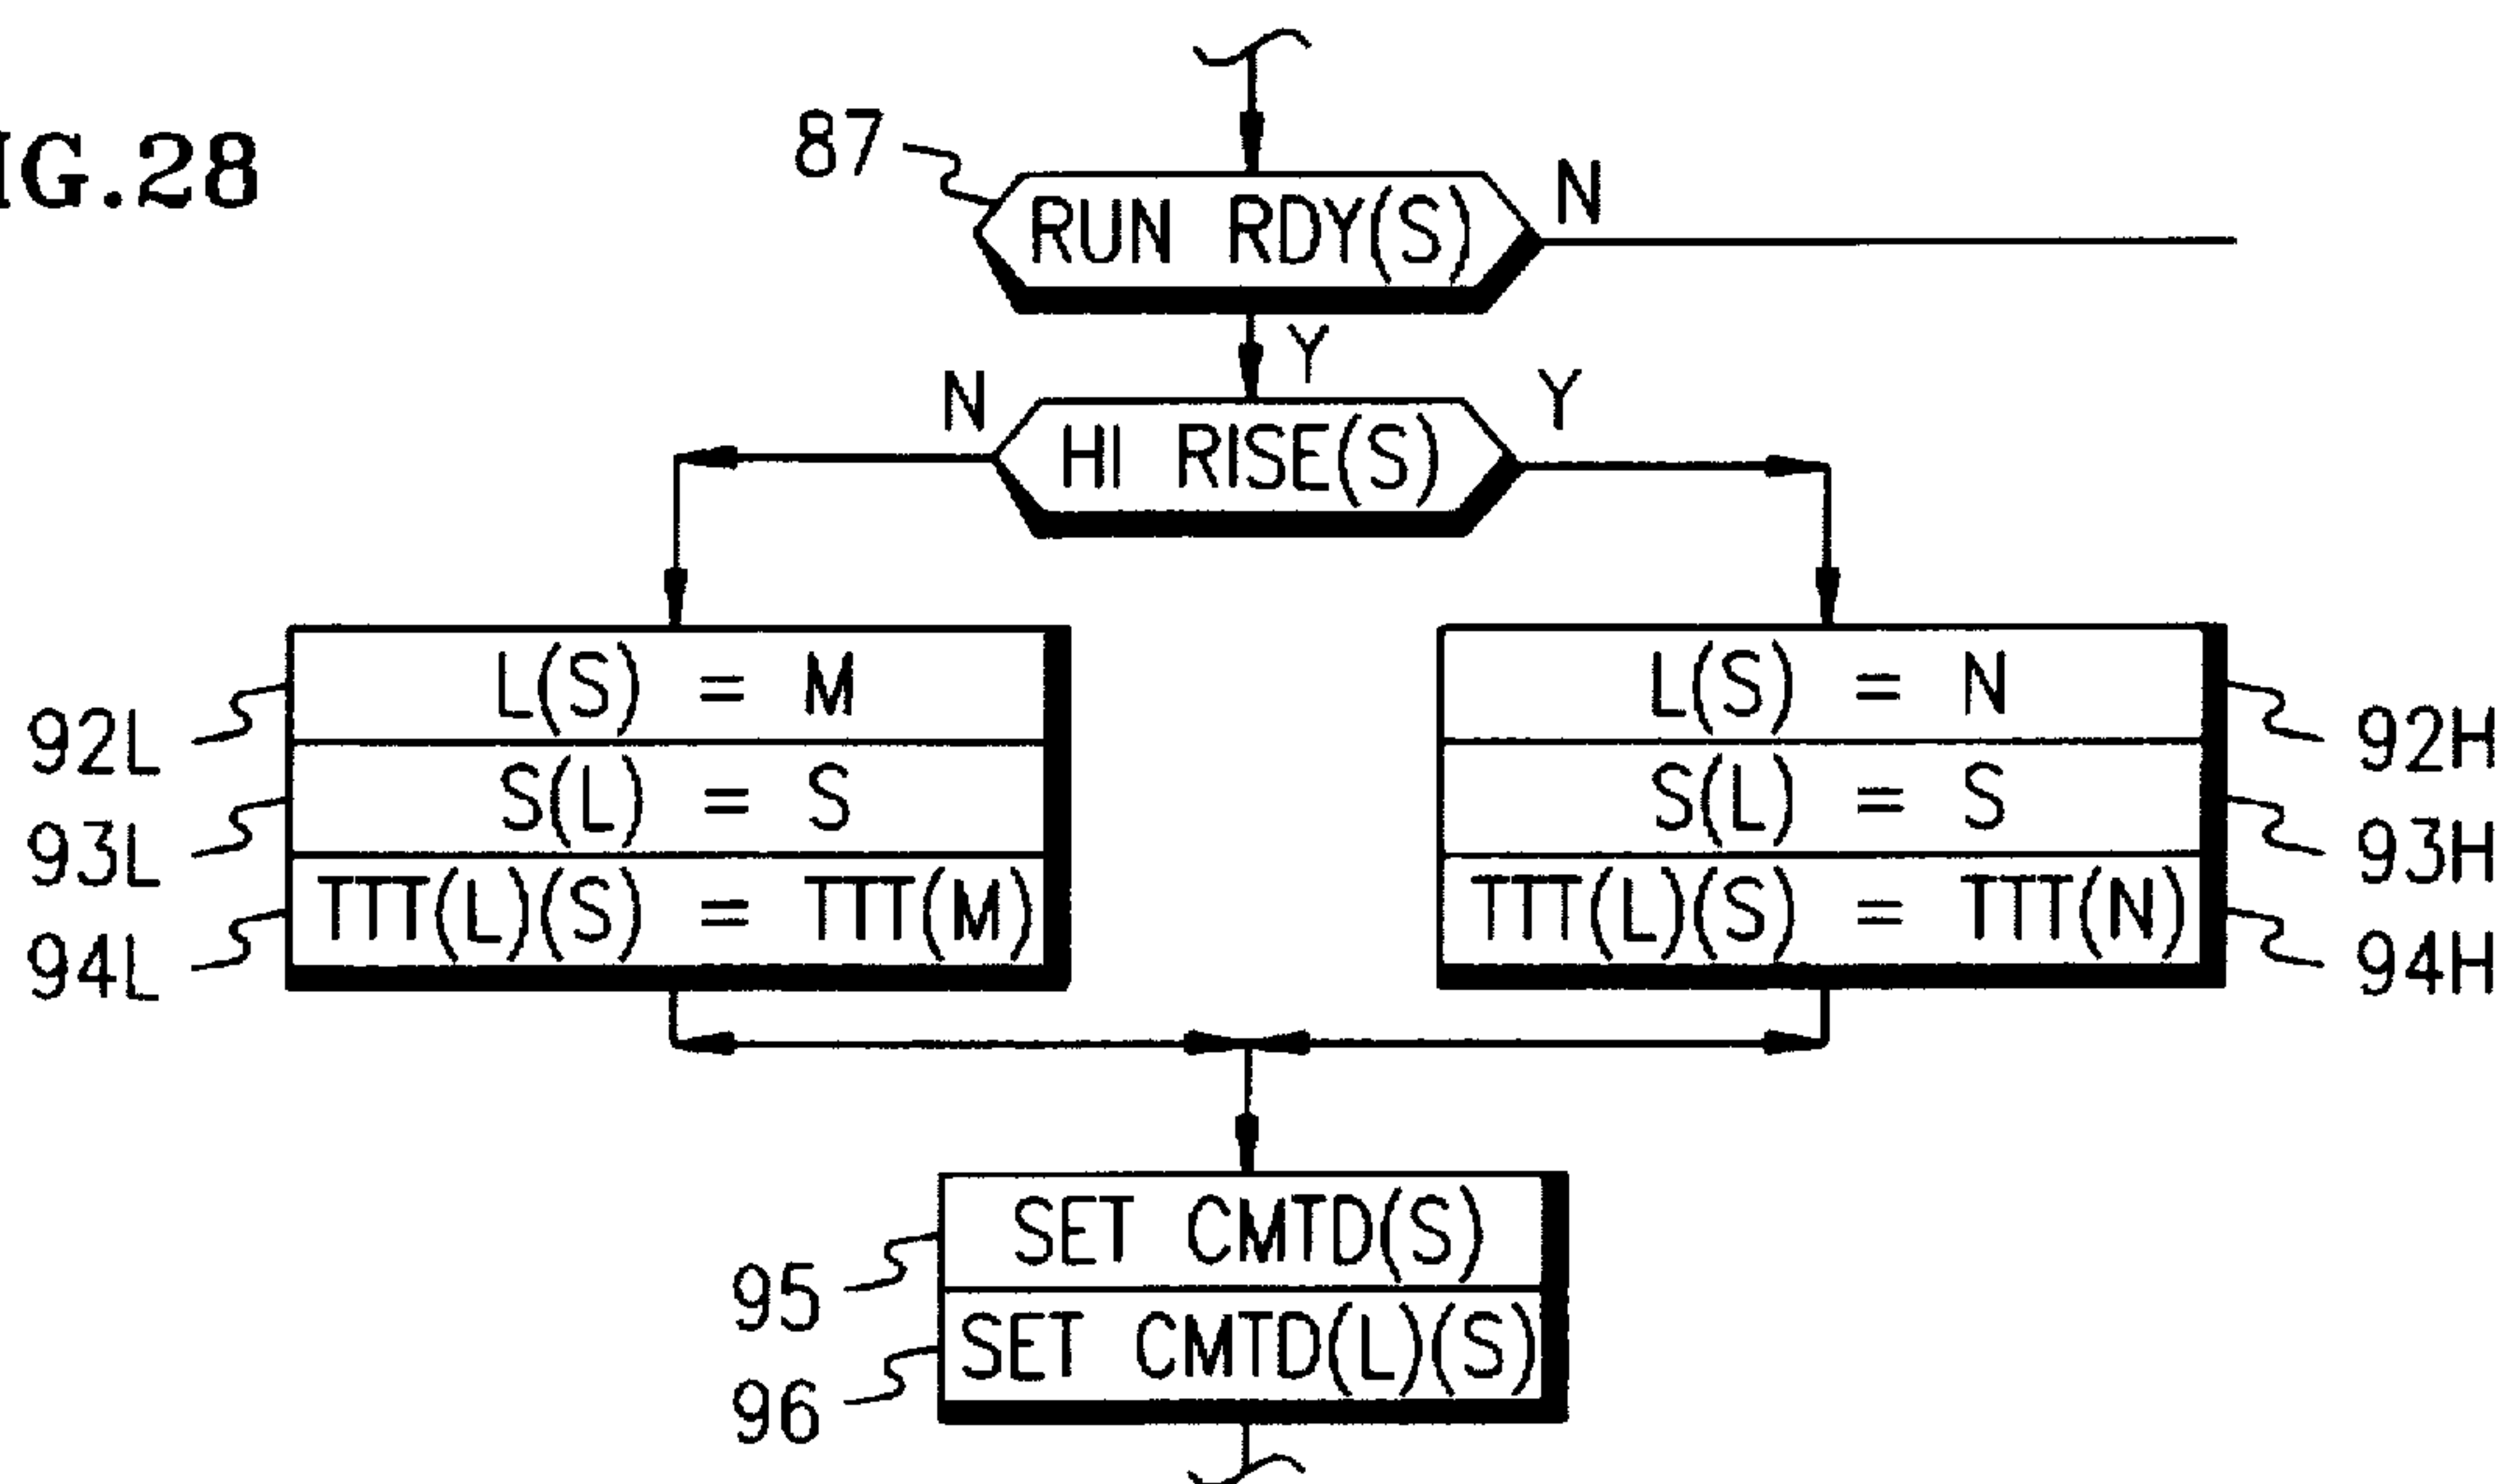 IG.28
87
RUN RDY(S)
N
Y
N
HI RISE(S)
Y
92L
L(S) = M
93L
S(L) = S
94L
TTT(L)(S) = TTT(M)
L(S) = N
92H
S(L) = S
93H
TTT(L)(S) = TTT(N)
94H
95
SET CMTD(S)
96
SET CMTD(L)(S)